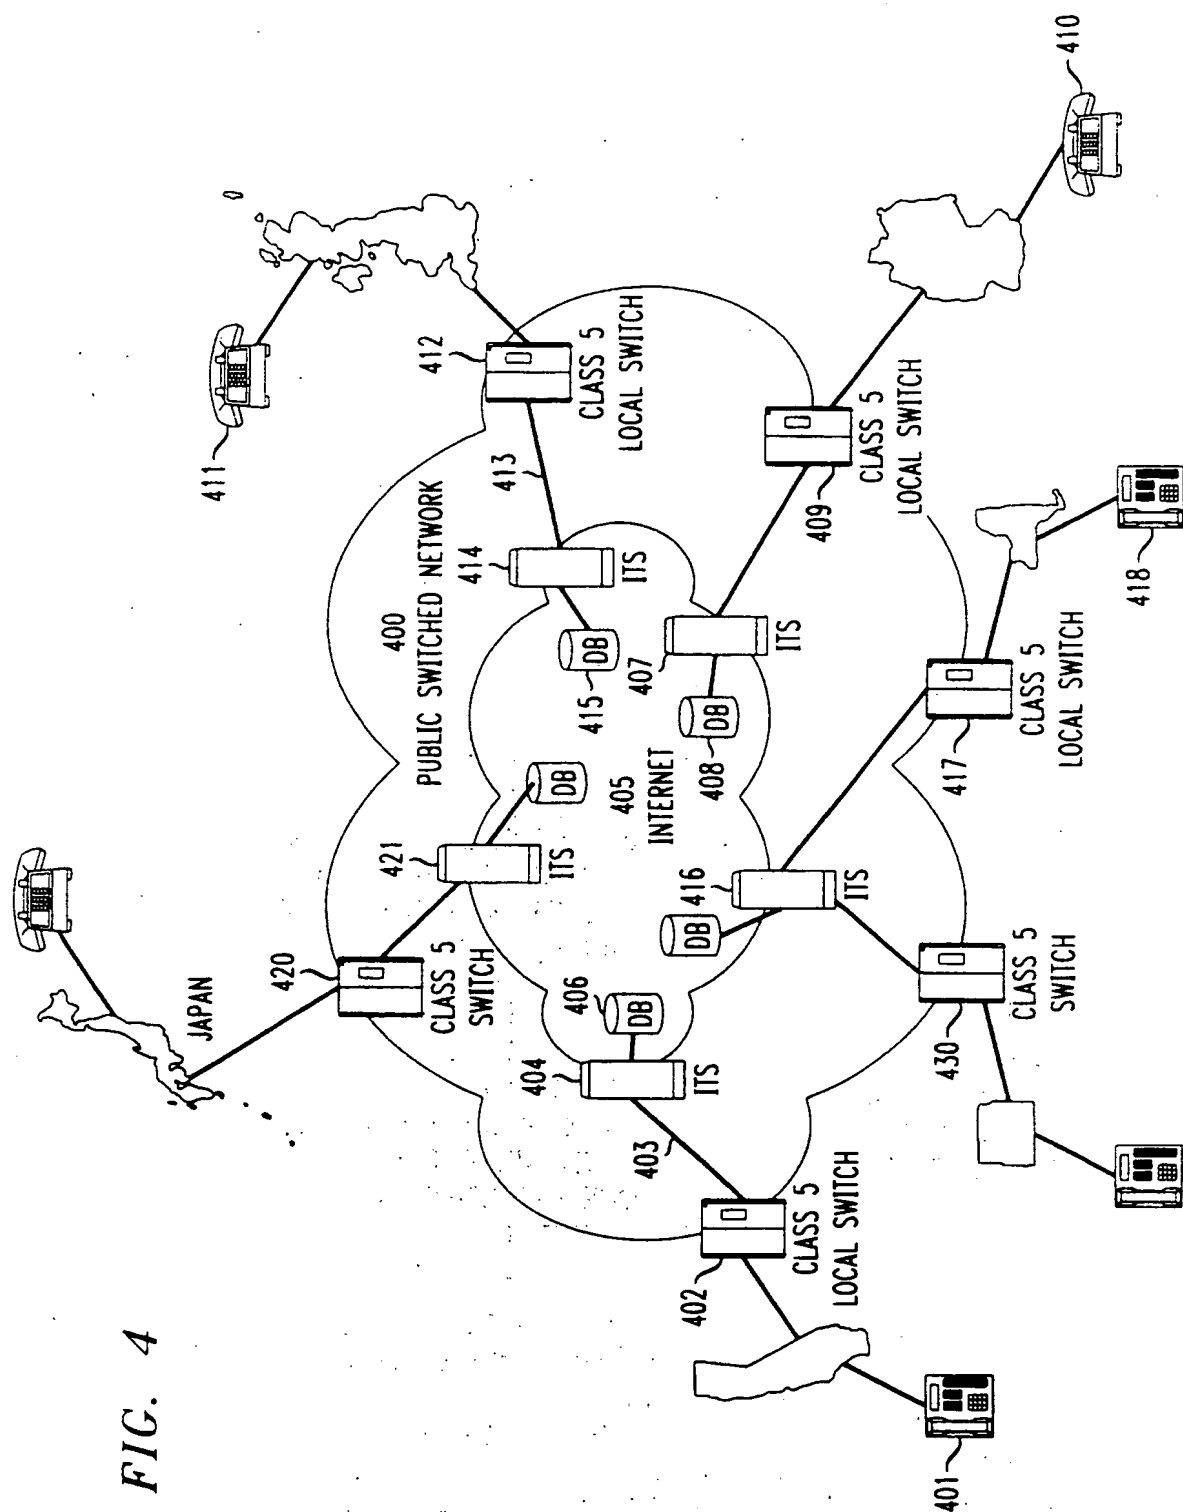 FIG. 4
JAPAN
420
CLASS 5
SWITCH
421
ITS
DB
400
PUBLIC SWITCHED NETWORK
411
412
CLASS 5
LOCAL SWITCH
413
414
ITS
DB
415
405
INTERNET
404
ITS
DB
406
403
402
CLASS 5
LOCAL SWITCH
401
DB
416
ITS
DB
408
407
ITS
409
CLASS 5
LOCAL SWITCH
410
430
CLASS 5
SWITCH
417
CLASS 5
LOCAL SWITCH
418